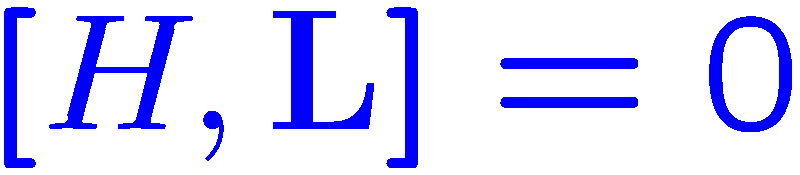 [H, L] = 0